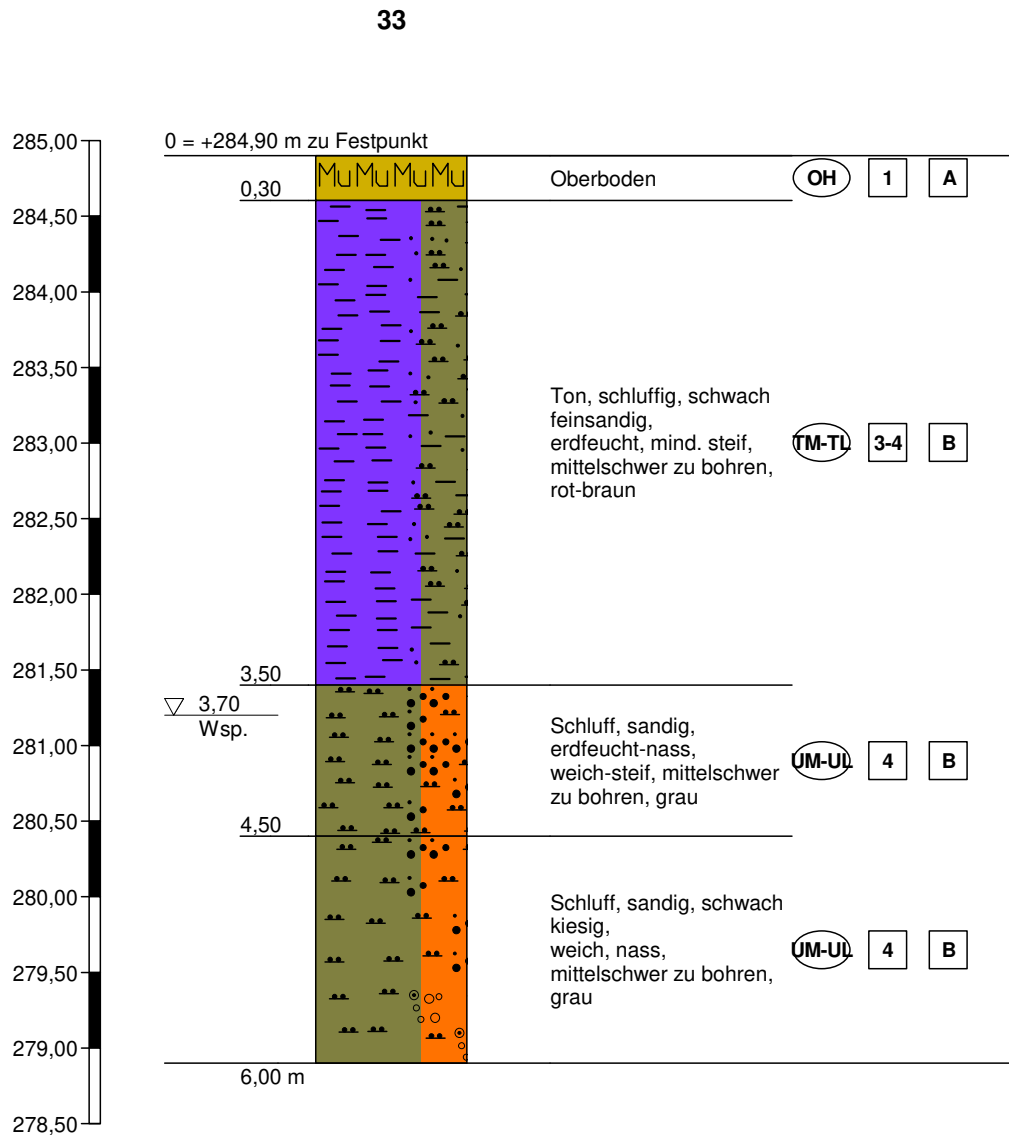 33
285,00
0 = +284,90 m zu Festpunkt
Mu Mu Mu Mu
0,30
Oberboden
OH
1
A
284,50
284,00
283,50
283,00
282,50
282,00
281,50
281,00
280,50
280,00
279,50
279,00
278,50
Ton, schluffig, schwach
feinsandig,
erdfeucht, mind. steif,
mittelschwer zu bohren,
rot-braun
TM-TL
3-4
B
3,50
3,70
Wsp.
Schluff, sandig,
erdfeucht-nass,
weich-steif, mittelschwer
zu bohren, grau
UM-UL
4
B
4,50
Schluff, sandig, schwach
kiesig,
weich, nass,
mittelschwer zu bohren,
grau
UM-UL
4
B
6,00 m